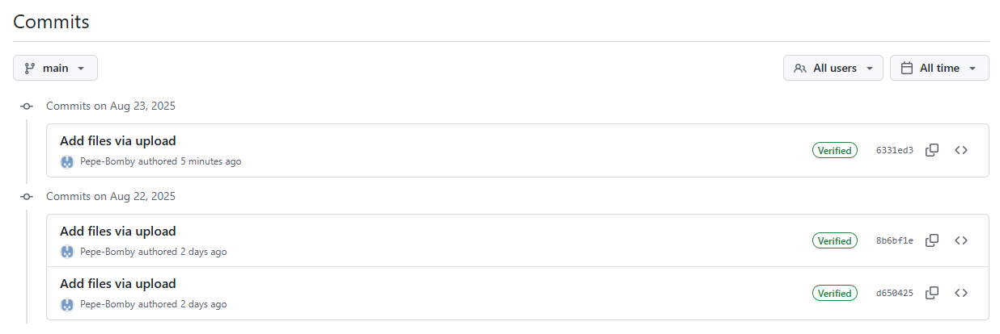 Commits
main
All users
All time
Commits on Aug 23, 2025
Add files via upload
Pepe-Bomby authored 5 minutes ago
Verified
6331ed3
Commits on Aug 22, 2025
Add files via upload
Pepe-Bomby authored 2 days ago
Verified
8b6bf1e
Add files via upload
Pepe-Bomby authored 2 days ago
Verified
d650425